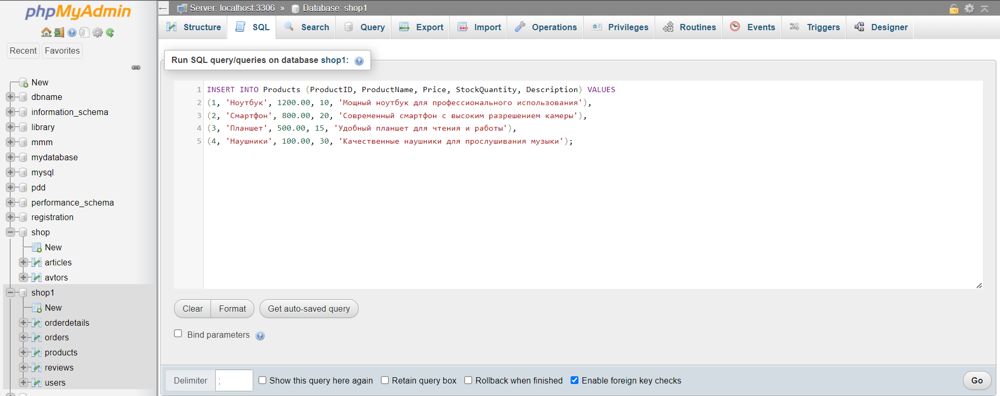 phpMyAdmin
Recent
Favorites
New
dbname
information_schema
library
mmm
mydatabase
mysql
pdd
performance_schema
registration
shop
New
articles
avtors
shop1
New
orderdetails
orders
products
reviews
users
Server: localhost:3306 » Database: shop1
Structure SQL Search Query Export Import Operations Privileges Routines Events Triggers Designer
Run SQL query/queries on database shop1:
1 INSERT INTO Products (ProductID, ProductName, Price, StockQuantity, Description) VALUES
2 (1, 'Ноутбук', 1200.00, 10, 'Мощный ноутбук для профессионального использования'),
3 (2, 'Смартфон', 800.00, 20, 'Современный смартфон с высоким разрешением камеры'),
4 (3, 'Планшет', 500.00, 15, 'Удобный планшет для чтения и работы'),
5 (4, 'Наушники', 100.00, 30, 'Качественные наушники для прослушивания музыки');
Clear Format Get auto-saved query
Bind parameters
Delimiter ; Show this query here again Retain query box Rollback when finished Enable foreign key checks Go